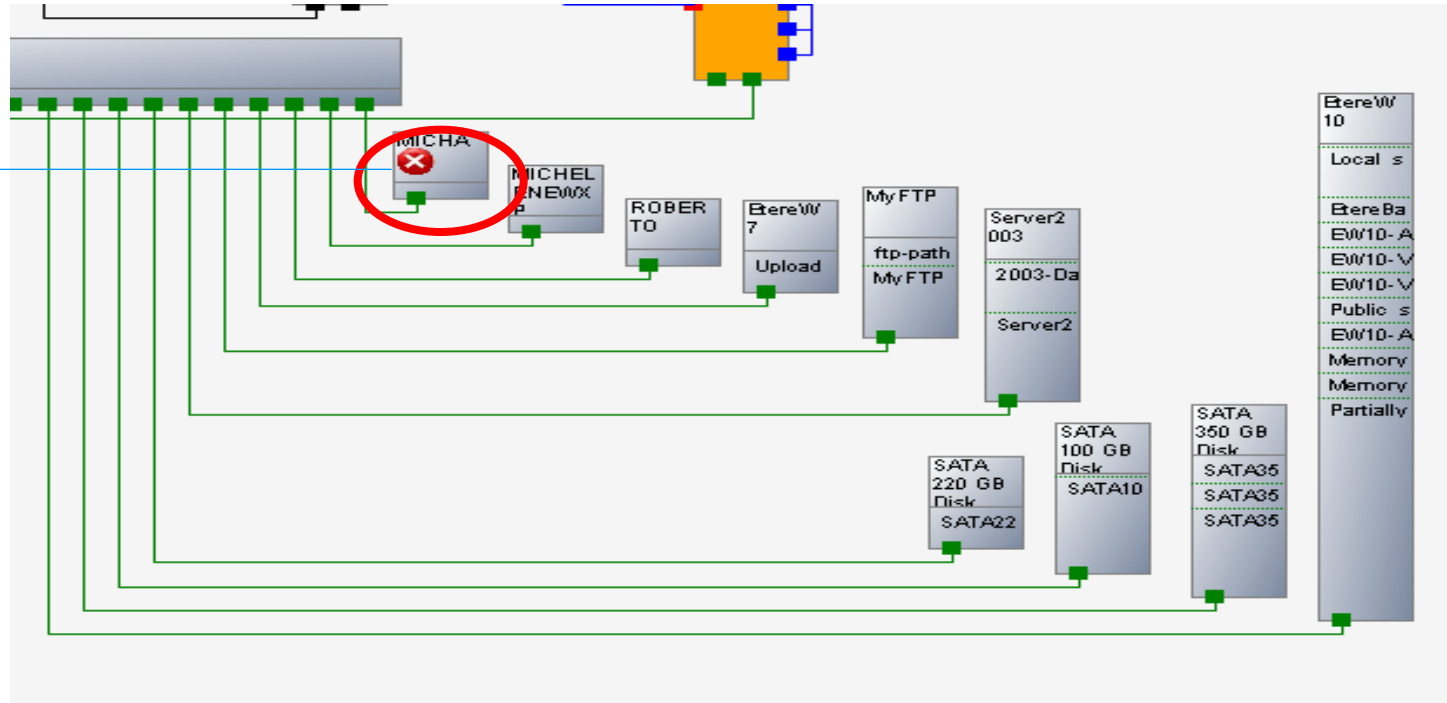 MICHA
MICHEL
ENEWX
P
ROBER
TO
EtereW
7
Upload
MyFTP
ftp-path
MyFTP
Server2
003
2003-Da
Server2
SATA
220 GB
Disk
SATA22
SATA
100 GB
Disk
SATA10
SATA
350 GB
Disk
SATA35
SATA35
SATA35
EtereW
10
Local s
EtereBa
EW10-A
EW10-V
EW10-V
Public s
EW10-A
Memory
Memory
Partially